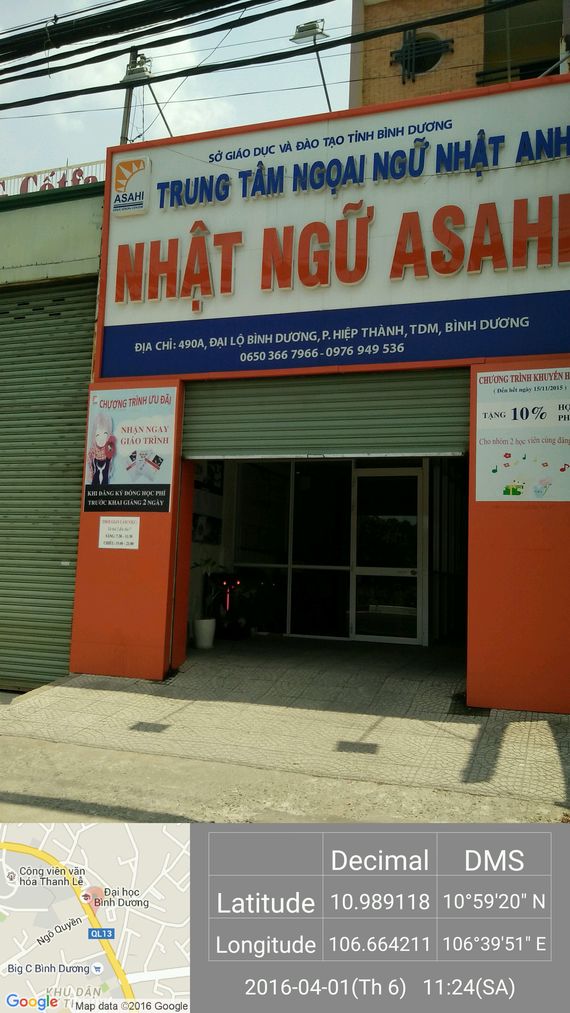 SỞ GIÁO DỤC VÀ ĐÀO TẠO TỈNH BÌNH DƯƠNG
ASAHI
TRUNG TÂM NGOẠI NGỮ NHẬT ANH
NHẬT NGỮ ASAHI
ĐỊA CHỈ: 490A, ĐẠI LỘ BÌNH DƯƠNG, P. HIỆP THÀNH, TDM, BÌNH DƯƠNG
0650 366 7966 - 0976 949 536
CHƯƠNG TRÌNH ƯU ĐÃI
NHẬN NGAY
GIÁO TRÌNH
KHI ĐĂNG KÝ ĐÓNG HỌC PHÍ
TRƯỚC KHAI GIẢNG 2 NGÀY
CHƯƠNG TRÌNH KHUYẾN
( Đến hết ngày 15/11/2015 )
TẶNG 10%
Cho nhóm 2 học viên cùng đăng
Công viên văn
hóa Thanh Lễ
Đại học
Bình Dương
Ngô Quyền
QL13
Big C Bình Dương
KHU DÂN
Google
Map data ©2016 Google
Decimal DMS
Latitude 10.989118 10°59'20" N
Longitude 106.664211 106°39'51" E
2016-04-01(Th 6) 11:24(SA)